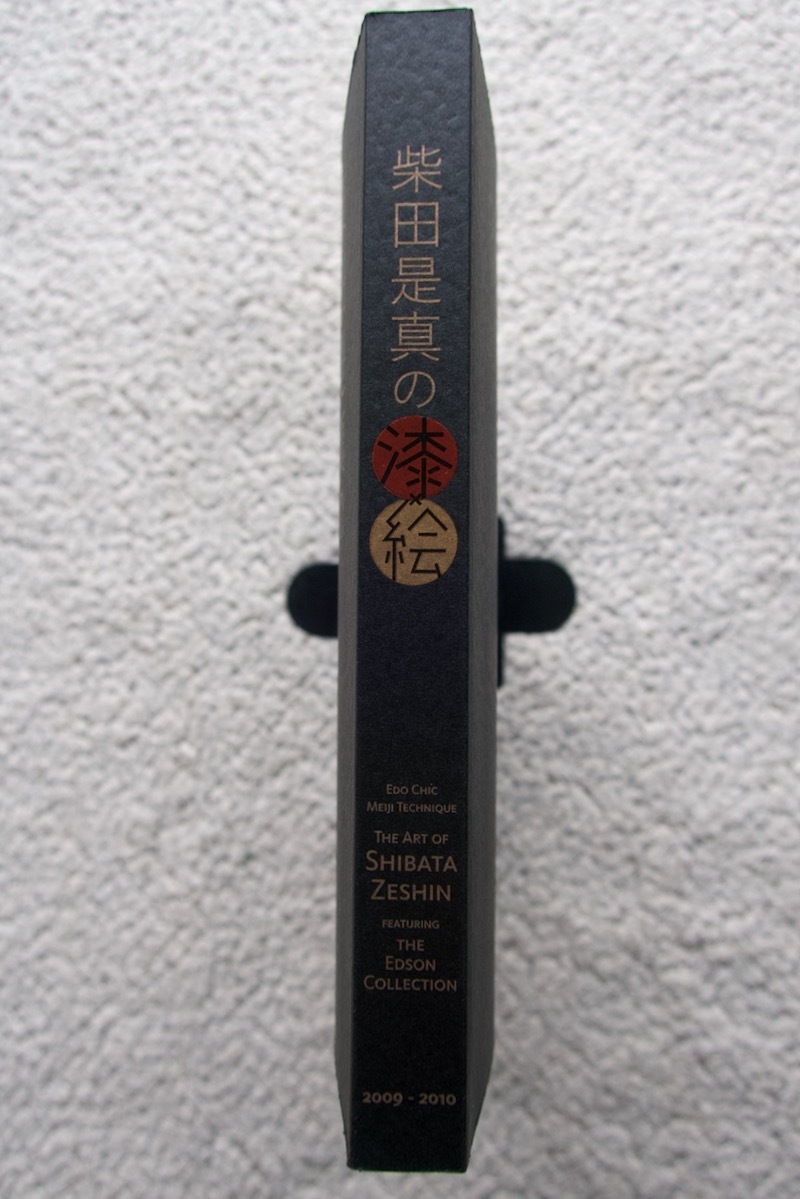 柴田是真の漆×絵
Edo Chic
Meiji Technique
The Art of
Shibata
Zeshin
featuring
the
Edson
Collection
2009 - 2010